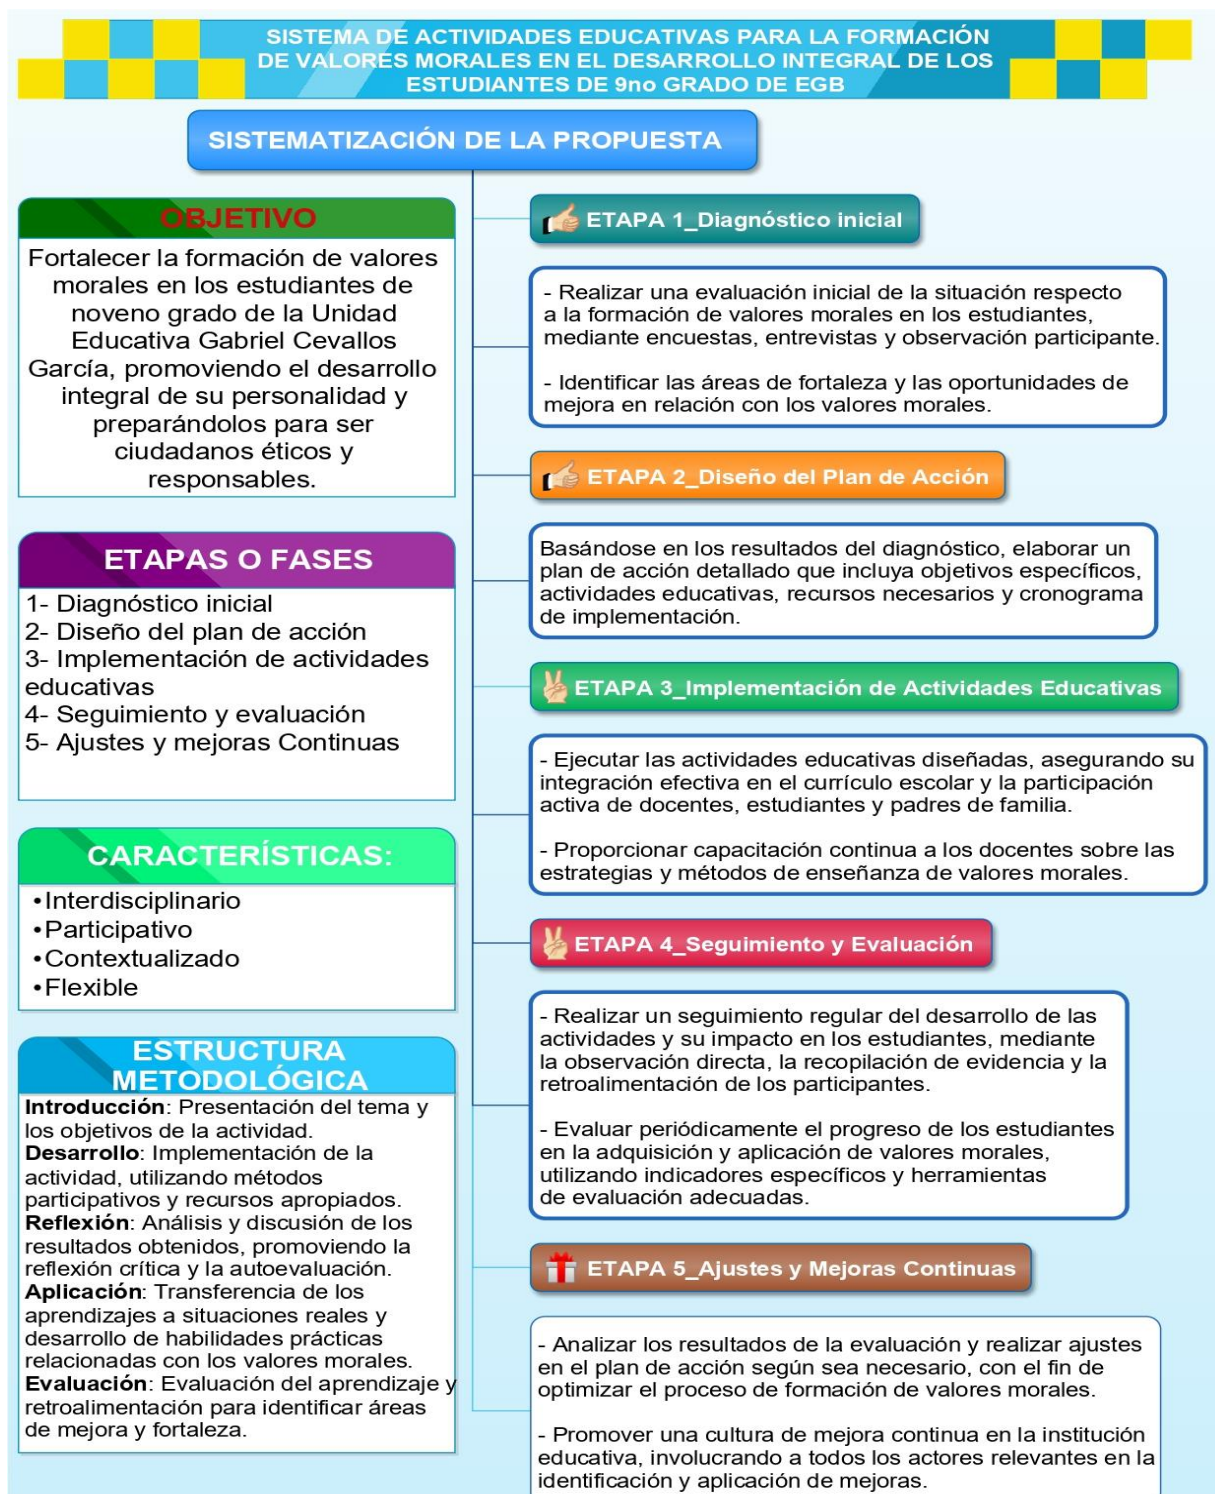 SISTEMA DE ACTIVIDADES EDUCATIVAS PARA LA FORMACIÓN
DE VALORES MORALES EN EL DESARROLLO INTEGRAL DE LOS
ESTUDIANTES DE 9no GRADO DE EGB
SISTEMATIZACIÓN DE LA PROPUESTA
OBJETIVO
Fortalecer la formación de valores
morales en los estudiantes de
noveno grado de la Unidad
Educativa Gabriel Cevallos
García, promoviendo el desarrollo
integral de su personalidad y
preparándolos para ser
ciudadanos éticos y
responsables.
ETAPAS O FASES
1- Diagnóstico inicial
2- Diseño del plan de acción
3- Implementación de actividades
educativas
4- Seguimiento y evaluación
5- Ajustes y mejoras Continuas
CARACTERÍSTICAS:
•Interdisciplinario
•Participativo
•Contextualizado
•Flexible
ESTRUCTURA
METODOLÓGICA
Introducción: Presentación del tema y
los objetivos de la actividad.
Desarrollo: Implementación de la
actividad, utilizando métodos
participativos y recursos apropiados.
Reflexión: Análisis y discusión de los
resultados obtenidos, promoviendo la
reflexión crítica y la autoevaluación.
Aplicación: Transferencia de los
aprendizajes a situaciones reales y
desarrollo de habilidades prácticas
relacionadas con los valores morales.
Evaluación: Evaluación del aprendizaje y
retroalimentación para identificar áreas
de mejora y fortaleza.
ETAPA 1_Diagnóstico inicial
- Realizar una evaluación inicial de la situación respecto
a la formación de valores morales en los estudiantes,
mediante encuestas, entrevistas y observación participante.
- Identificar las áreas de fortaleza y las oportunidades de
mejora en relación con los valores morales.
ETAPA 2_Diseño del Plan de Acción
Basándose en los resultados del diagnóstico, elaborar un
plan de acción detallado que incluya objetivos específicos,
actividades educativas, recursos necesarios y cronograma
de implementación.
ETAPA 3_Implementación de Actividades Educativas
- Ejecutar las actividades educativas diseñadas, asegurando su
integración efectiva en el currículo escolar y la participación
activa de docentes, estudiantes y padres de familia.
- Proporcionar capacitación continua a los docentes sobre las
estrategias y métodos de enseñanza de valores morales.
ETAPA 4_Seguimiento y Evaluación
- Realizar un seguimiento regular del desarrollo de las
actividades y su impacto en los estudiantes, mediante
la observación directa, la recopilación de evidencia y la
retroalimentación de los participantes.
- Evaluar periódicamente el progreso de los estudiantes
en la adquisición y aplicación de valores morales,
utilizando indicadores específicos y herramientas
de evaluación adecuadas.
ETAPA 5_Ajustes y Mejoras Continuas
- Analizar los resultados de la evaluación y realizar ajustes
en el plan de acción según sea necesario, con el fin de
optimizar el proceso de formación de valores morales.
- Promover una cultura de mejora continua en la institución
educativa, involucrando a todos los actores relevantes en la
identificación y aplicación de mejoras.